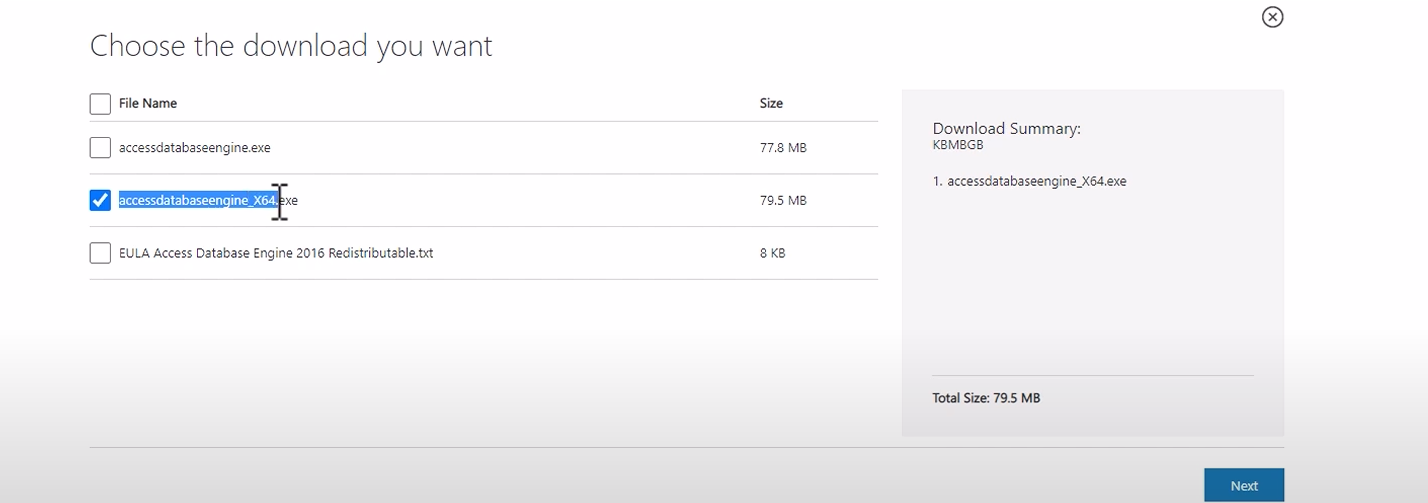 Choose the download you want
File Name Size
accessdatabaseengine.exe 77.8 MB
accessdatabaseengine_X64.exe 79.5 MB
EULA Access Database Engine 2016 Redistributable.txt 8 KB
Download Summary:
KBMBGB
1. accessdatabaseengine_X64.exe
Total Size: 79.5 MB
Next